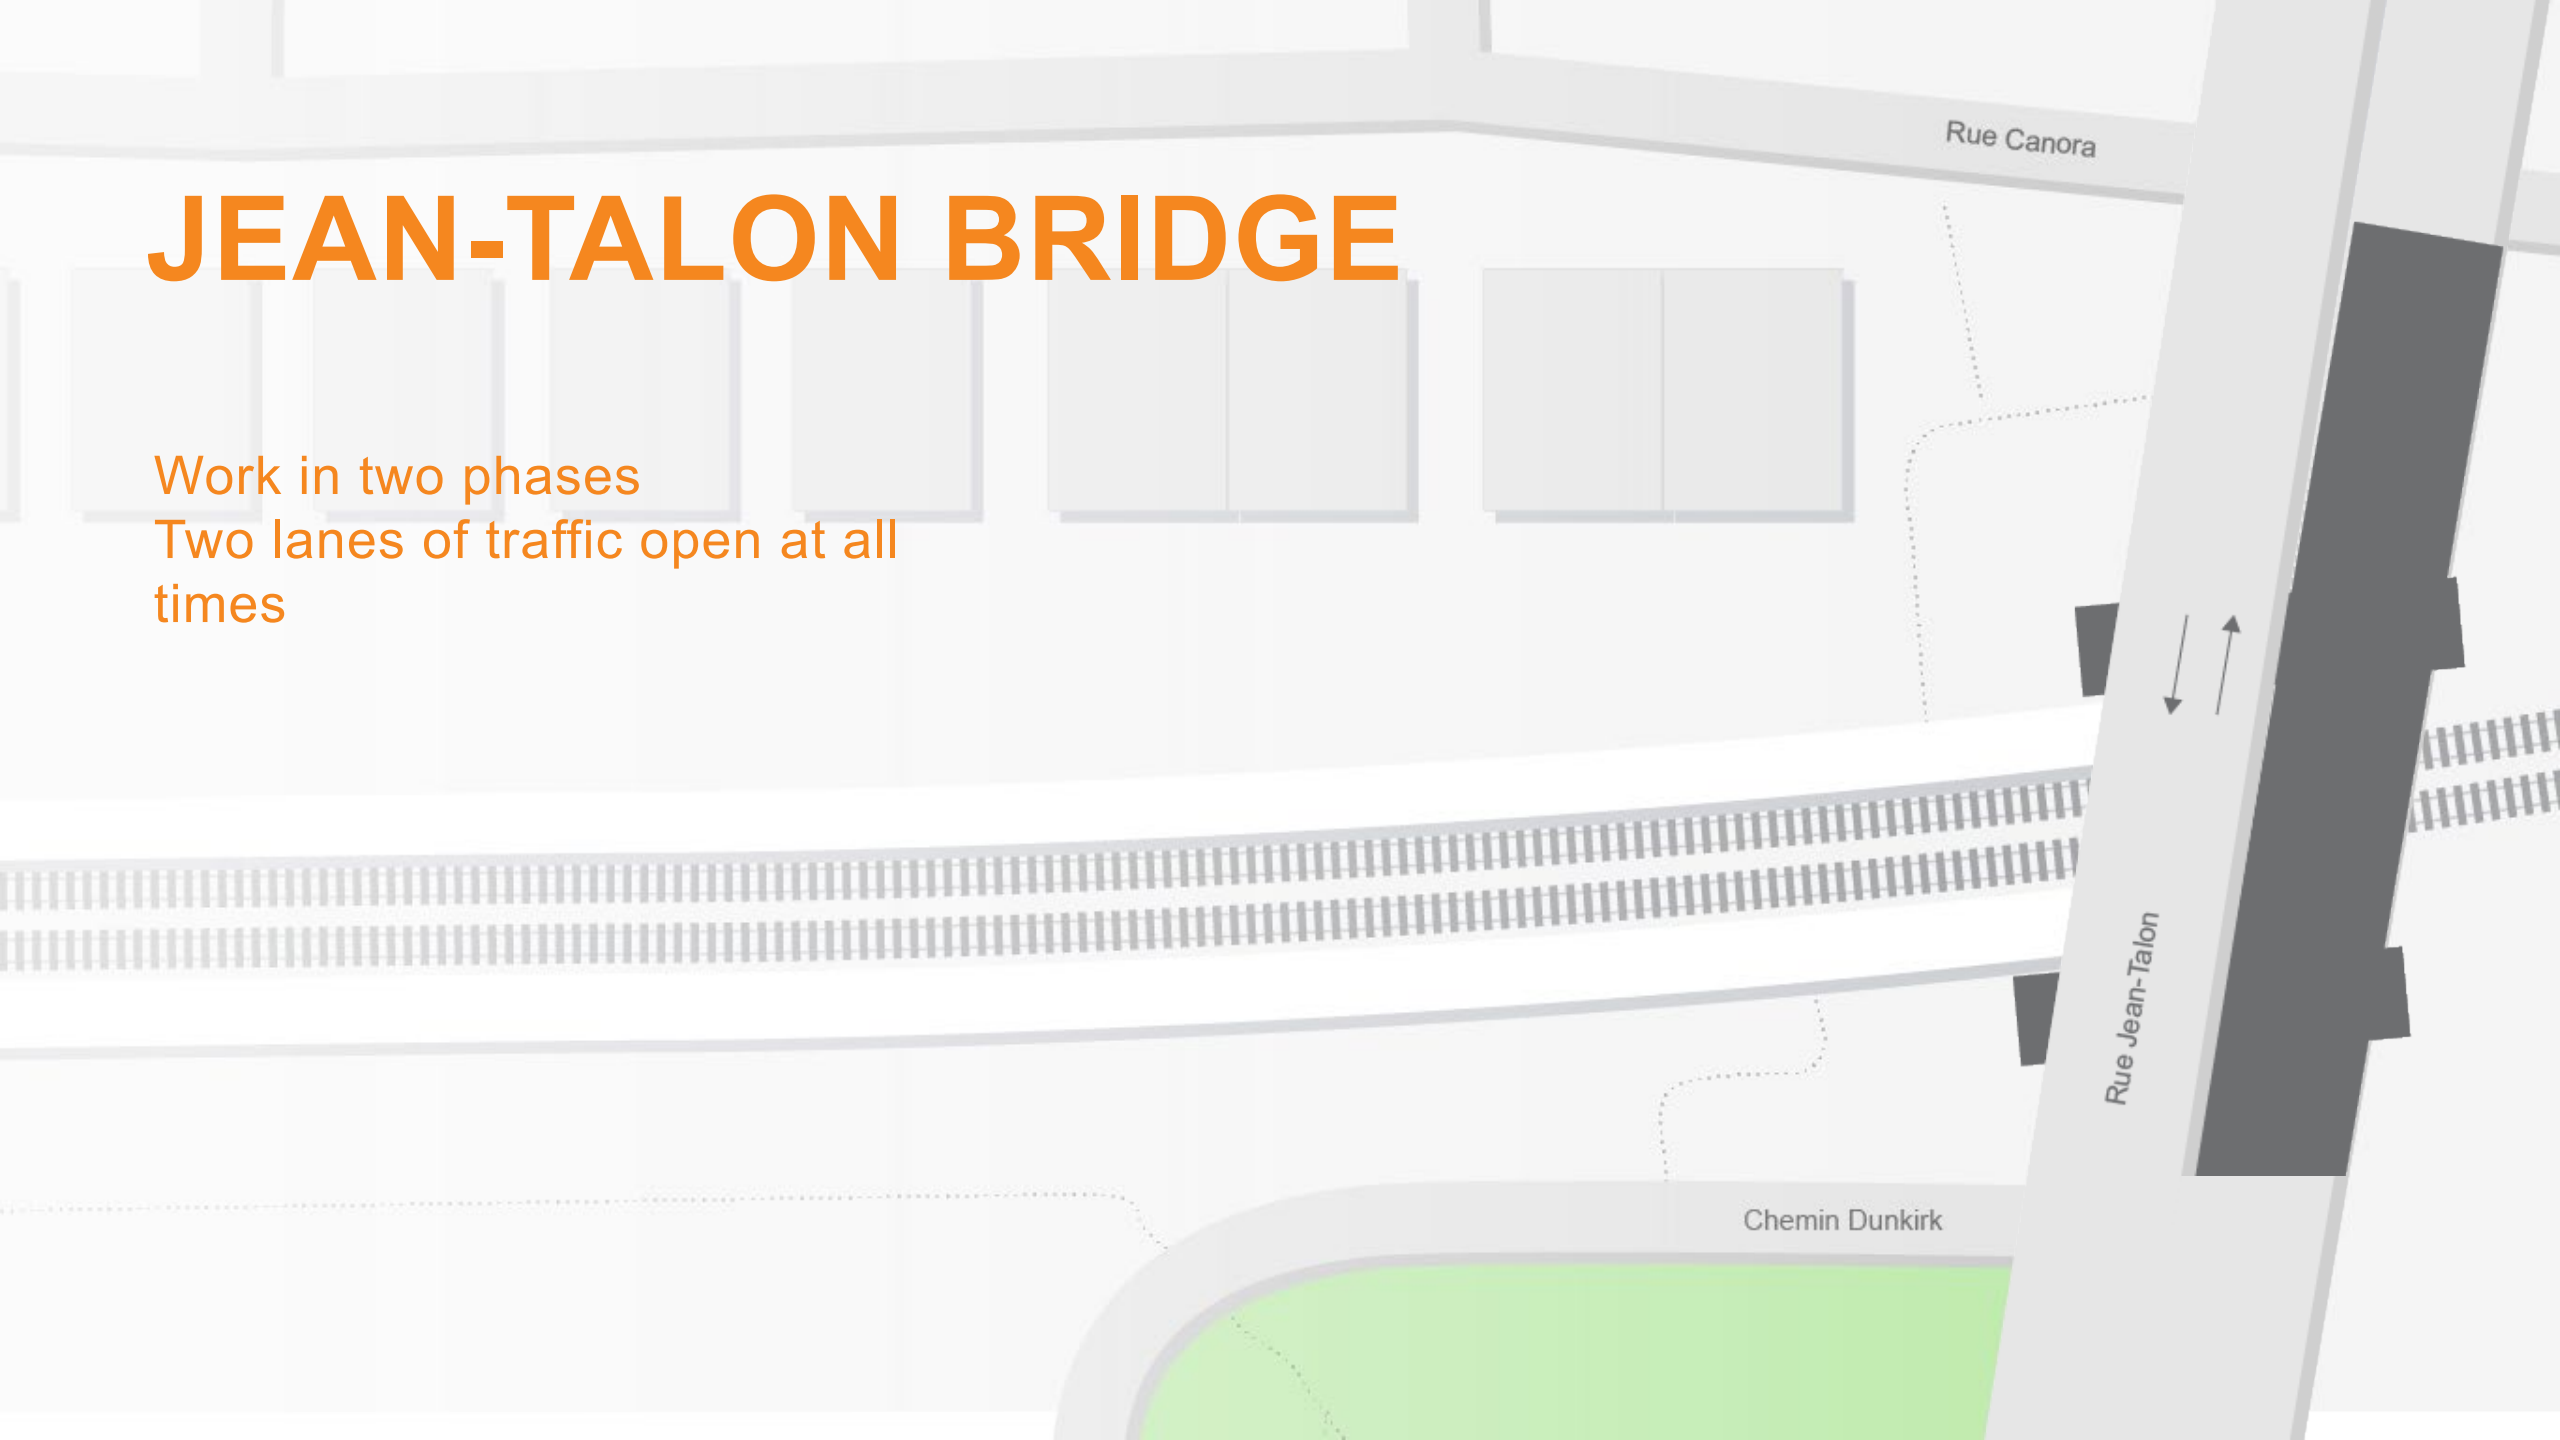 Rue Canora
JEAN-TALON BRIDGE
Work in two phases
Two lanes of traffic open at all
times
Rue Jean-Talon
Chemin Dunkirk